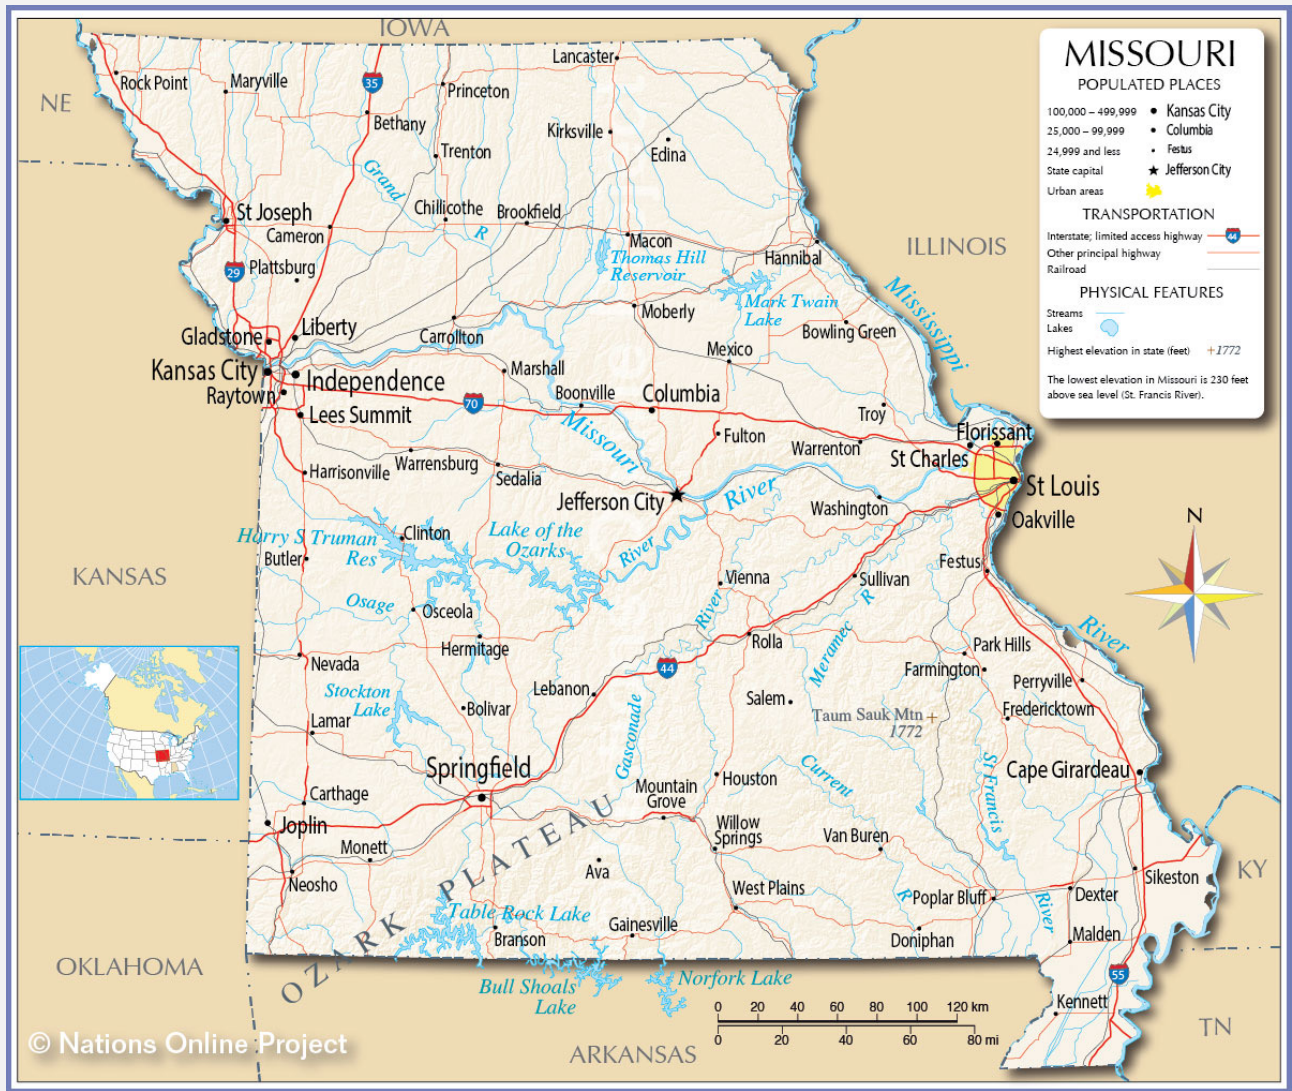 IOWA
MISSOURI
POPULATED PLACES
100,000 – 499,999 Kansas City
25,000 – 99,999 Columbia
24,999 and less Festus
State capital Jefferson City
Urban areas
TRANSPORTATION
Interstate; limited access highway 44
Other principal highway
Railroad
PHYSICAL FEATURES
Streams
Lakes
Highest elevation in state (feet) +1772
The lowest elevation in Missouri is 230 feet
above sea level (St. Francis River).
NE
Rock Point
Maryville
35
Princeton
Lancaster
Bethany
Kirksville
Trenton
Edina
Grand
R
St Joseph
Chillicothe
Brookfield
Cameron
Macon
Hannibal
ILLINOIS
29
Plattsburg
Thomas Hill
Reservoir
Mark Twain
Lake
Mississippi
Moberly
Bowling Green
Liberty
Gladstone
Carrollton
Mexico
Kansas City
Independence
Marshall
Raytown
70
Boonville
Columbia
Lees Summit
Troy
Missouri
Fulton
Florissant
Warrenton
St Charles
Harrisonville
Warrensburg
Sedalia
Jefferson City
River
St Louis
Washington
Oakville
Harry S Truman
Res
Clinton
Lake of the
Ozarks
River
Butler
Festus
N
KANSAS
Vienna
Sullivan
R
Osage
Osceola
River
Hermitage
Rolla
Meramec
River
Park Hills
Nevada
44
Farmington
Perryville
Stockton
Lake
Lebanon
Salem
Bolivar
Lamar
Taum Sauk Mtn
1772
Fredericktown
Gasconade
Springfield
Houston
Current
St Francis
Cape Girardeau
Mountain
Grove
Carthage
Joplin
Willow
Springs
Van Buren
Monett
Neosho
Ava
West Plains
R
Poplar Bluff
River
Dexter
Sikeston
KY
OZARK PLATEAU
Table Rock Lake
Gainesville
Branson
Doniphan
Malden
OKLAHOMA
Bull Shoals
Lake
Norfork Lake
55
Kennett
0 20 40 60 80 100 120 km
0 20 40 60 80 mi
TN
ARKANSAS
© Nations Online Project